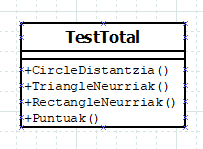 TestTotal
+CircleDistantzia()
+TriangleNeurriak()
+RectangleNeurriak()
+Puntuak()